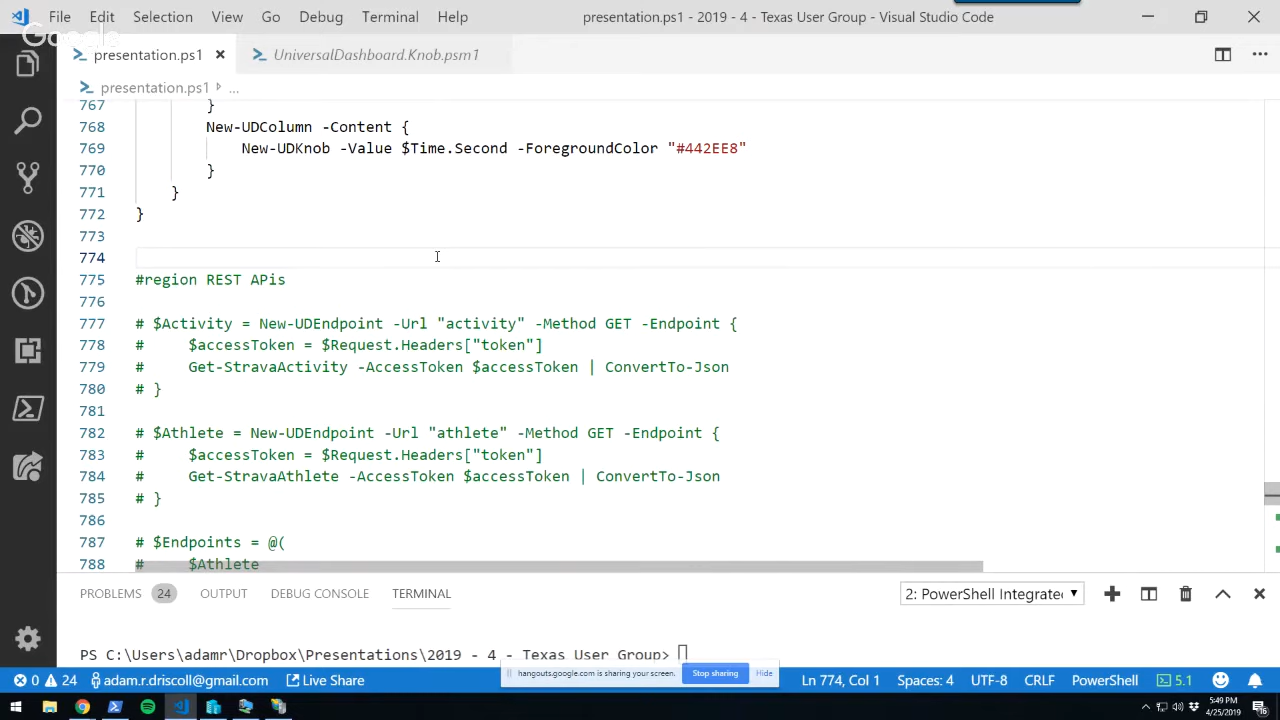 File Edit Selection View Go Debug Terminal Help presentation.ps1 - 2019 - 4 - Texas User Group - Visual Studio Code
Google
presentation.ps1 UniversalDashboard.Knob.psm1
presentation.ps1 ...
767 }
768 New-UDColumn -Content {
769 New-UDKnob -Value $Time.Second -ForegroundColor "#442EE8"
770 }
771 }
772 }
773
774
775 #region REST APis
776
777 # $Activity = New-UDEndpoint -Url "activity" -Method GET -Endpoint {
778 # $accessToken = $Request.Headers["token"]
779 # Get-StravaActivity -AccessToken $accessToken | ConvertTo-Json
780 # }
781
782 # $Athlete = New-UDEndpoint -Url "athlete" -Method GET -Endpoint {
783 # $accessToken = $Request.Headers["token"]
784 # Get-StravaAthlete -AccessToken $accessToken | ConvertTo-Json
785 # }
786
787 # $Endpoints = @(
788 # $Athlete
PROBLEMS 24 OUTPUT DEBUG CONSOLE TERMINAL 2: PowerShell Integrate
PS C:\Users\adamr\Dropbox\Presentations\2019 - 4 - Texas User Group>
hangouts.google.com is sharing your screen. Stop sharing Hide
0 24 adam.r.driscoll@gmail.com Live Share Ln 774, Col 1 Spaces: 4 UTF-8 CRLF PowerShell 5.1
5:49 PM
4/25/2019
16